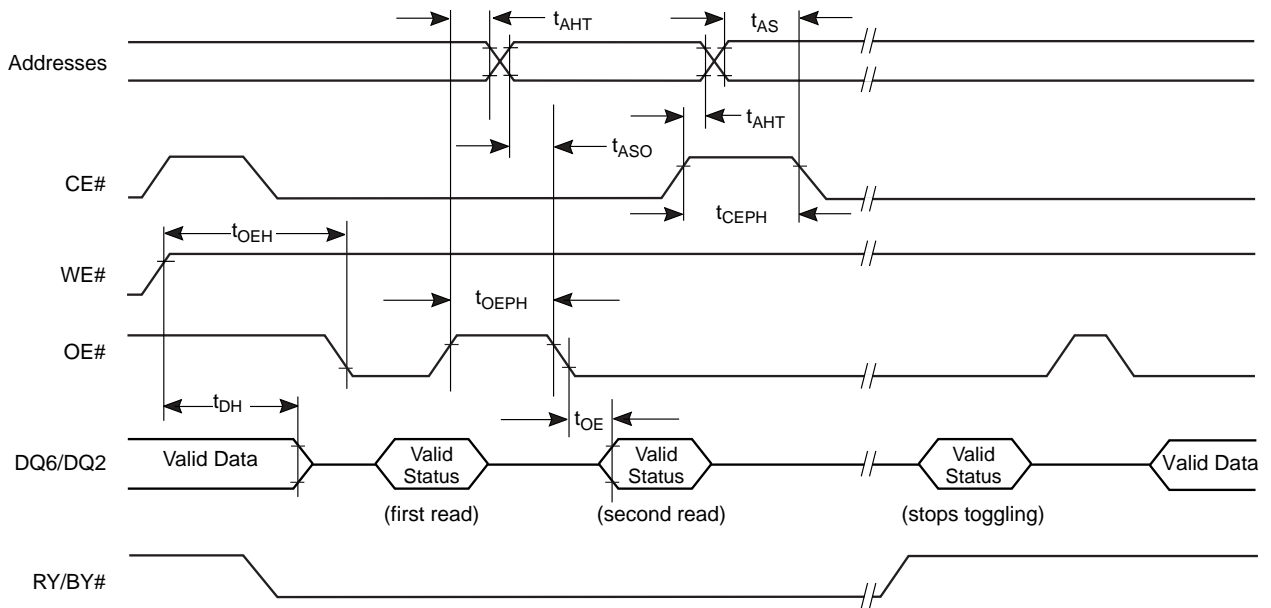 tAHT
tAS
Addresses
tAHT
tASO
CE#
tCEPH
tOEH
WE#
tOEPH
OE#
tDH
tOE
DQ6/DQ2
Valid Data
Valid
Status
Valid
Status
Valid
Status
Valid Data
(first read)
(second read)
(stops toggling)
RY/BY#